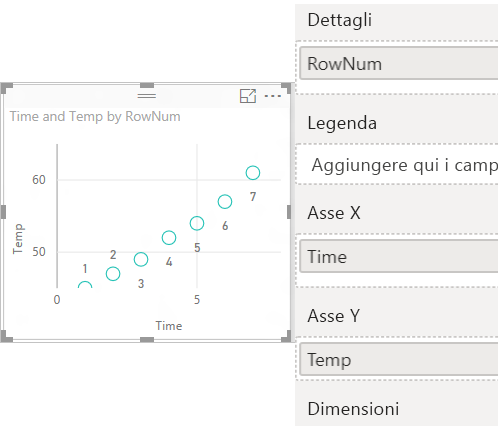 Time and Temp by RowNum
Temp
60
50
1
2
3
4
5
6
7
0
5
Time
Dettagli
RowNum
Legenda
Aggiungere qui i camp
Asse X
Time
Asse Y
Temp
Dimensioni